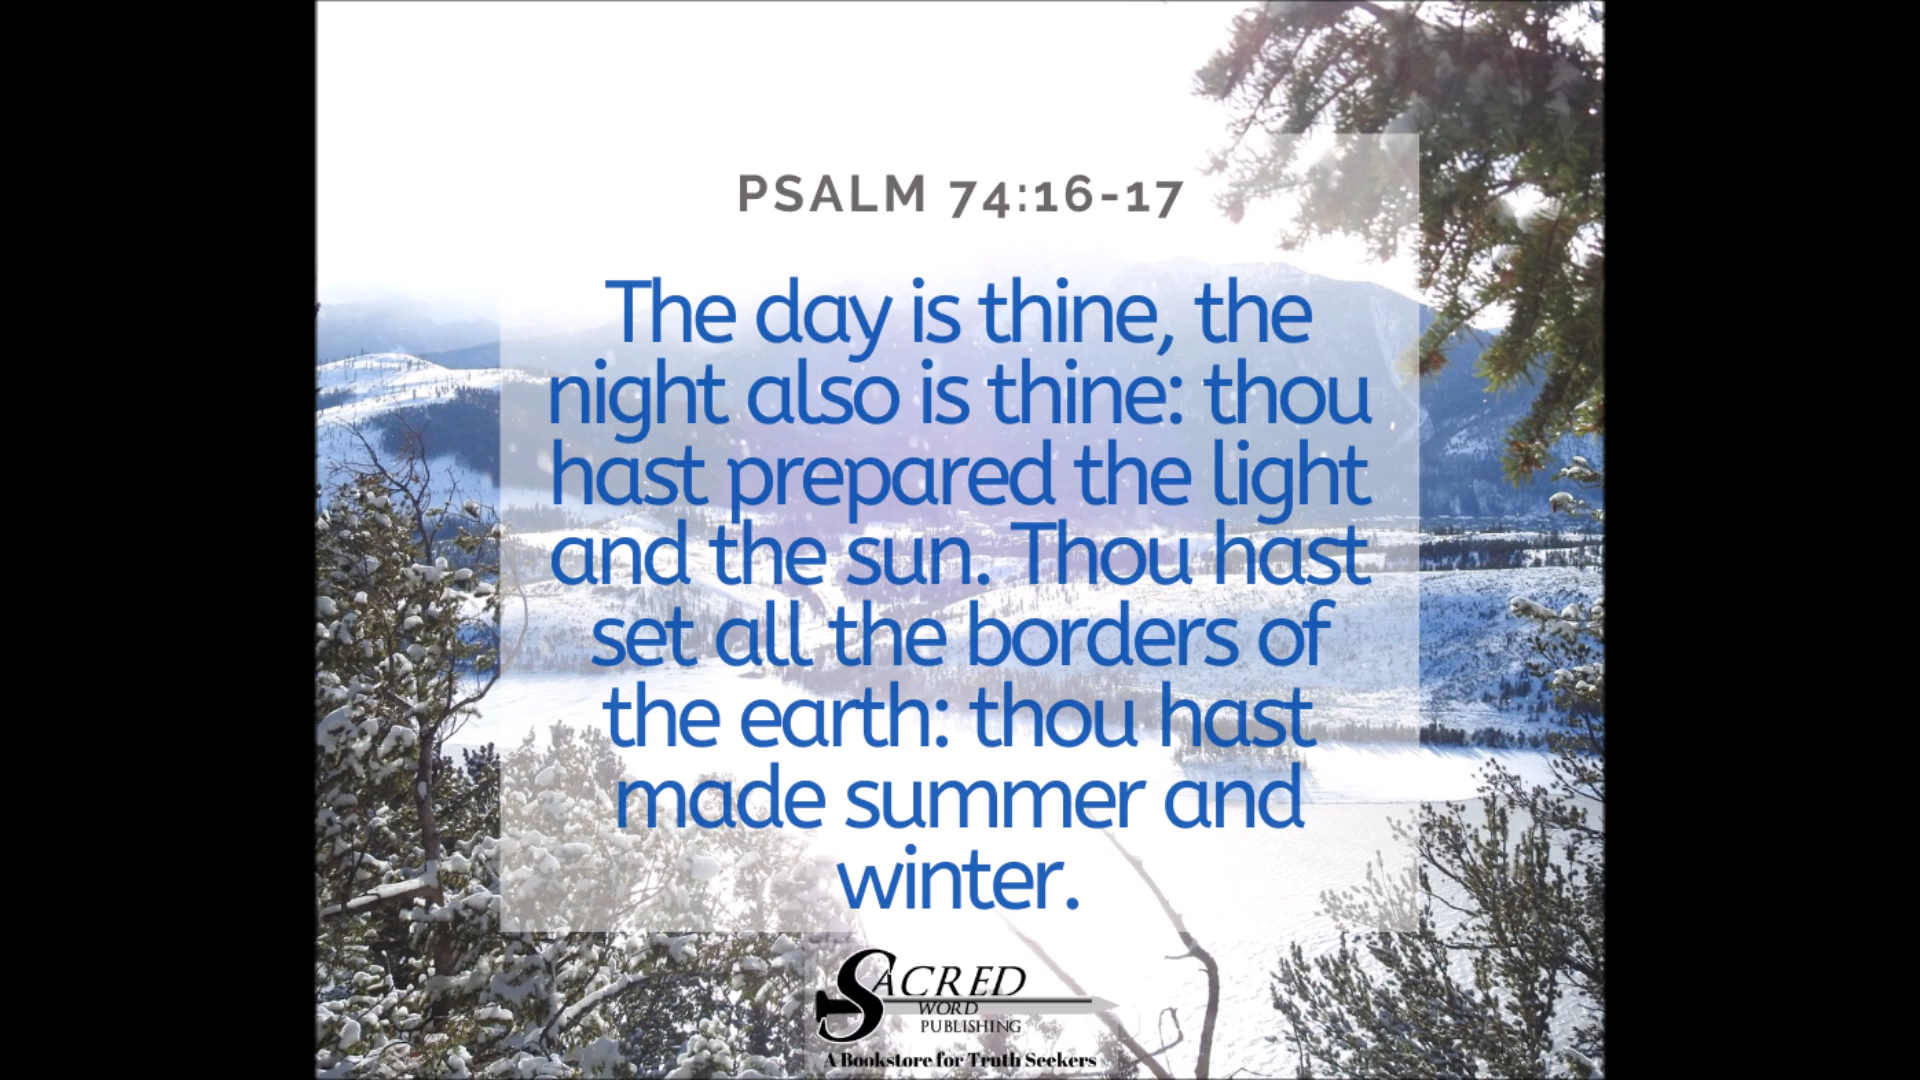 PSALM 74:16-17
The day is thine, the
night also is thine: thou
hast prepared the light
and the sun. Thou hast
set all the borders of
the earth: thou hast
made summer and
winter.
SACRED
WORD
PUBLISHING
A Bookstore for Truth Seekers